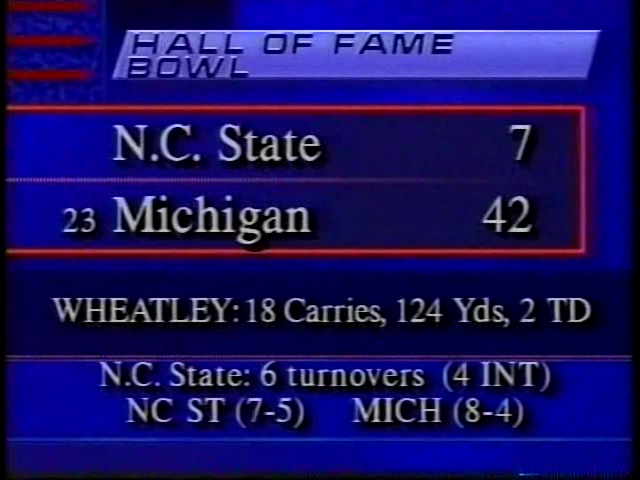 HALL OF FAME
BOWL
N.C. State 7
23 Michigan 42
WHEATLEY: 18 Carries, 124 Yds, 2 TD
N.C. State: 6 turnovers (4 INT)
NC ST (7-5) MICH (8-4)